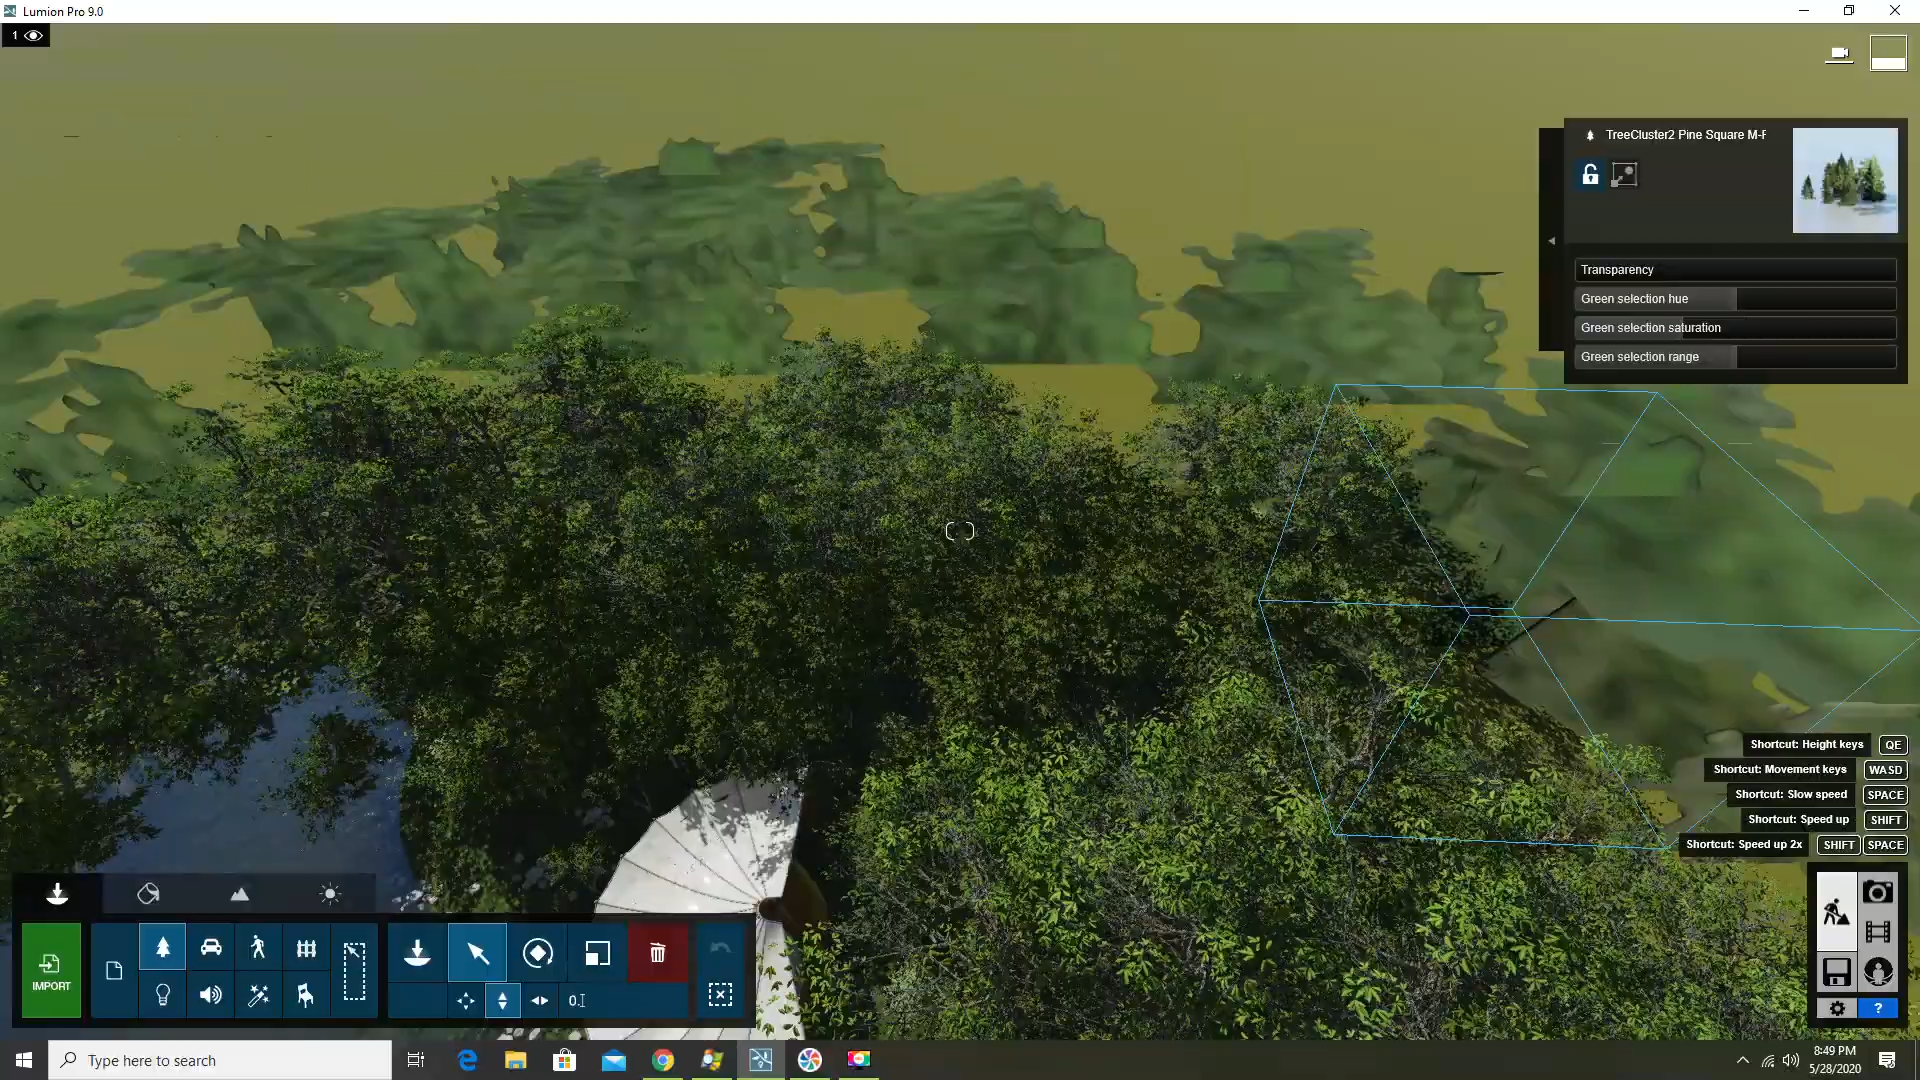 Lumion Pro 9.0
1
TreeCluster2 Pine Square M-F
Transparency
Green selection hue
Green selection saturation
Green selection range
Shortcut: Height keys QE
Shortcut: Movement keys WASD
Shortcut: Slow speed SPACE
Shortcut: Speed up SHIFT
Shortcut: Speed up 2x SHIFT SPACE
IMPORT
0.
?
Type here to search
8:49 PM
5/28/2020